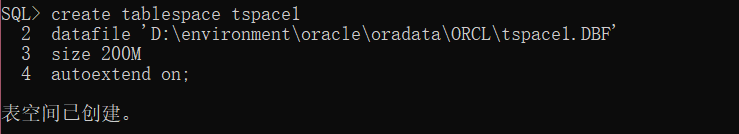 SQL> create tablespace tspace1
  2  datafile 'D:\environment\oracle\oradata\ORCL\tspace1.DBF'
  3  size 200M
  4  autoextend on;
表空间已创建。